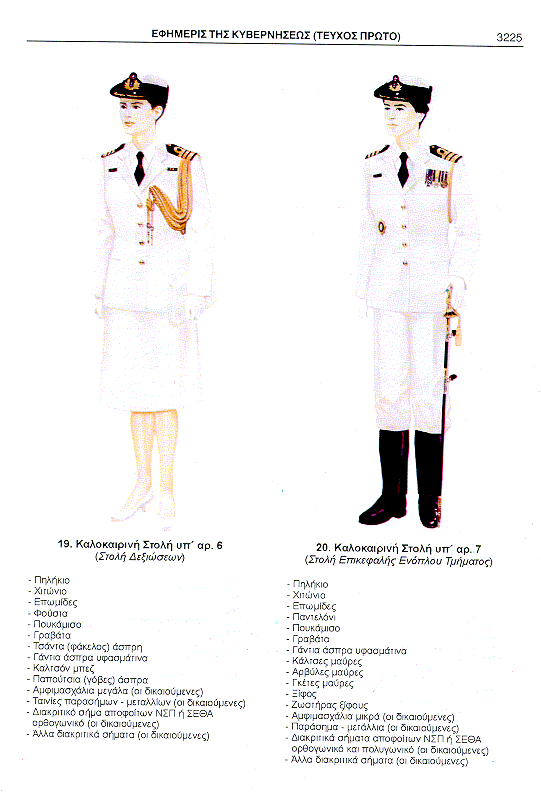 ΕΦΗΜΕΡΙΣ ΤΗΣ ΚΥΒΕΡΝΗΣΕΩΣ (ΤΕΥΧΟΣ ΠΡΩΤΟ)
3225
19. Καλοκαιρινή Στολή υπ΄ αρ. 6
(Στολή Δεξιώσεων)
- Πηλήκιο
- Χιτώνιο
- Επωμίδες
- Φούστα
- Πουκάμισο
- Γραβάτα
- Τσάντα (φάκελος) άσπρη
- Γάντια άσπρα υφασμάτινα
- Καλτσόν μπεζ
- Παπούτσια (γόβες) άσπρα
- Αμφιμασχάλια μεγάλα (οι δικαιούμενες)
- Ταινίες παρασήμων - μεταλλίων (οι δικαιούμενες)
- Διακριτικό σήμα αποφοίτων ΝΣΠ ή ΣΕΘΑ
ορθογωνικό (οι δικαιούμενες)
- Άλλα διακριτικά σήματα (οι δικαιούμενες)
20. Καλοκαιρινή Στολή υπ΄ αρ. 7
(Στολή Επικεφαλής Ενόπλου Τμήματος)
- Πηλήκιο
- Χιτώνιο
- Επωμίδες
- Παντελόνι
- Πουκάμισο
- Γραβάτα
- Γάντια άσπρα υφασμάτινα
- Κάλτσες μαύρες
- Αρβύλες μαύρες
- Γκέτες μαύρες
- Ξίφος
- Ζωστήρας ξίφους
- Αμφιμασχάλια μικρά (οι δικαιούμενες)
- Παράσημα - μετάλλια (οι δικαιούμενες)
- Διακριτικά σήματα αποφοίτων ΝΣΠ ή ΣΕΘΑ
ορθογωνικό και πολυγωνικό (οι δικαιούμενες)
- Άλλα διακριτικά σήματα (οι δικαιούμενες)